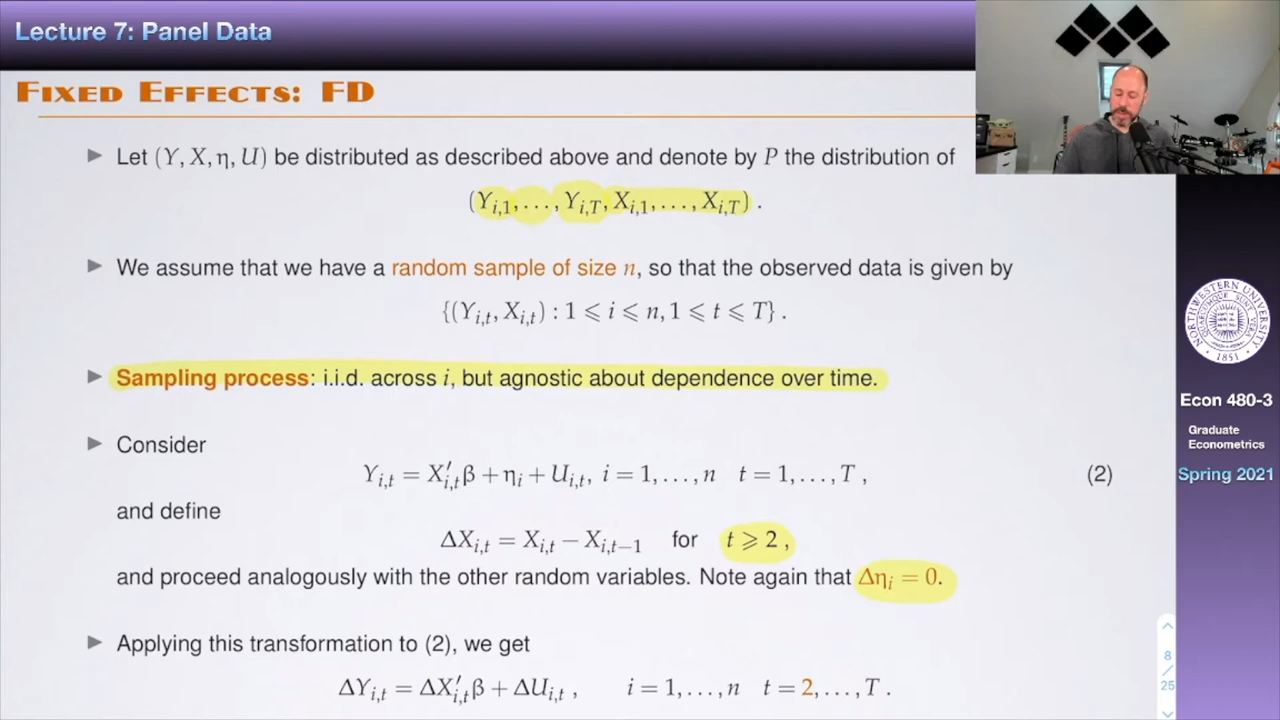 Lecture 7: Panel Data
FIXED EFFECTS: FD
▶ Let (Y, X, η, U) be distributed as described above and denote by P the distribution of
(Y_{i,1}, …, Y_{i,T}, X_{i,1}, …, X_{i,T}) .
▶ We assume that we have a random sample of size n, so that the observed data is given by
{(Y_{i,t}, X_{i,t}) : 1 ⩽ i ⩽ n, 1 ⩽ t ⩽ T} .
▶ Sampling process: i.i.d. across i, but agnostic about dependence over time.
▶ Consider
Y_{i,t} = X′_{i,t}β + η_i + U_{i,t}, i = 1, …, n t = 1, …, T , (2)
and define
ΔX_{i,t} = X_{i,t} − X_{i,t−1} for t ⩾ 2 ,
and proceed analogously with the other random variables. Note again that Δη_i = 0.
▶ Applying this transformation to (2), we get
ΔY_{i,t} = ΔX′_{i,t}β + ΔU_{i,t} , i = 1, …, n t = 2, …, T .
NORTHWESTERN UNIVERSITY
1851
Econ 480-3
Graduate
Econometrics
Spring 2021
8
/
25